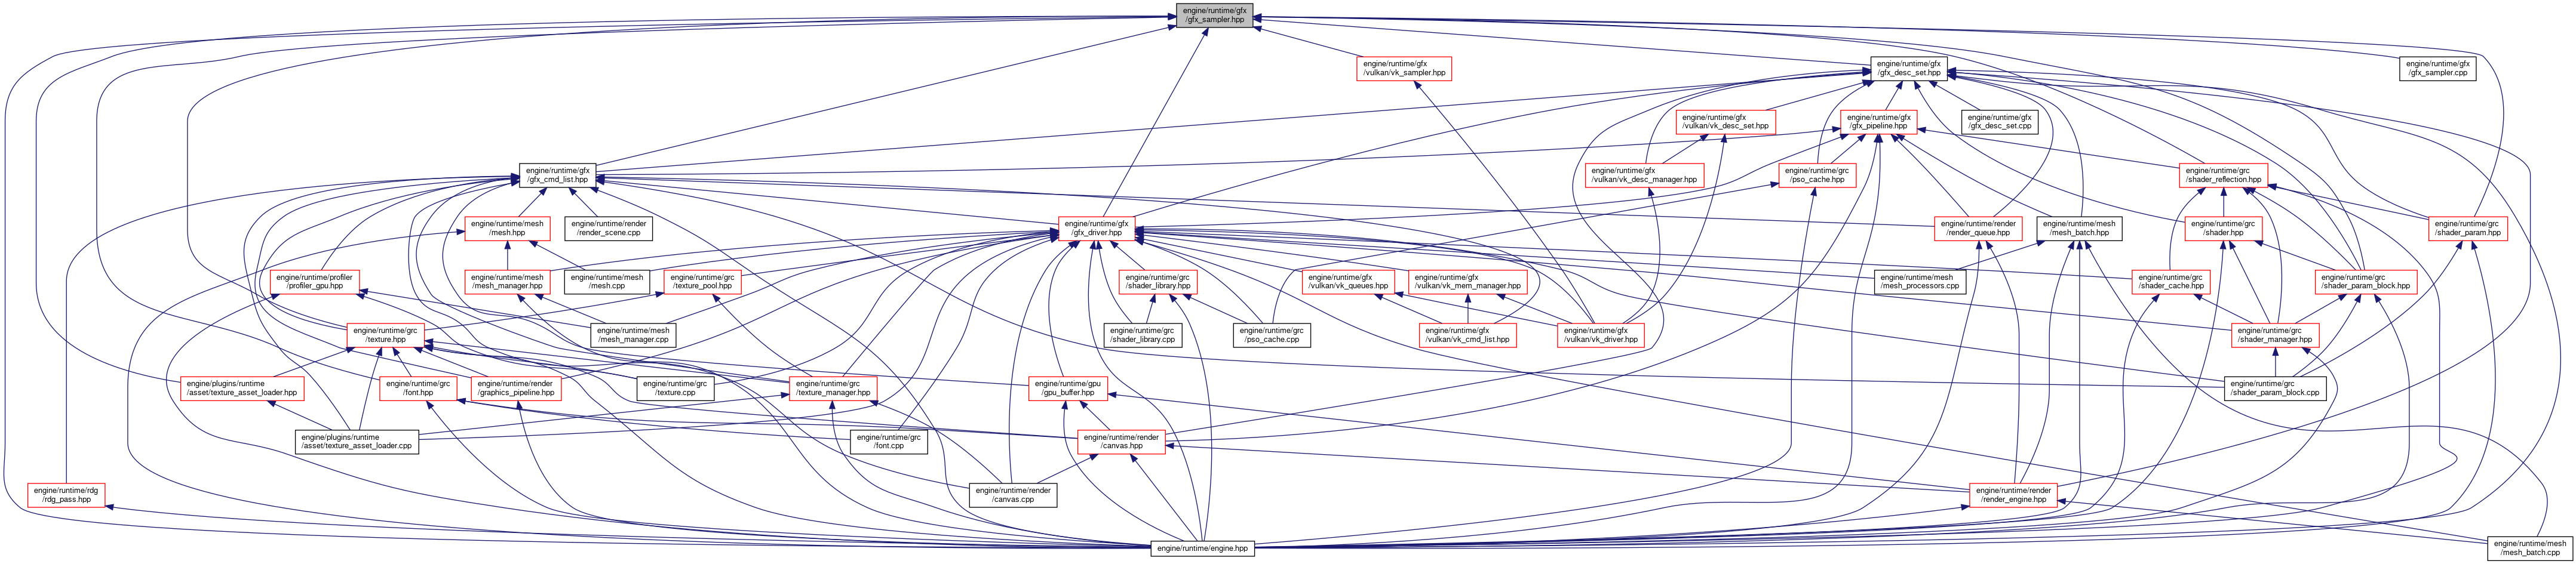 engine/runtime/gfx
/gfx_sampler.hpp
engine/runtime/gfx
/vulkan/vk_sampler.hpp
engine/runtime/gfx
/gfx_desc_set.hpp
engine/runtime/gfx
/gfx_sampler.cpp
engine/runtime/gfx
/vulkan/vk_desc_set.hpp
engine/runtime/gfx
/gfx_pipeline.hpp
engine/runtime/gfx
/gfx_desc_set.cpp
engine/runtime/gfx
/gfx_cmd_list.hpp
engine/runtime/gfx
/vulkan/vk_desc_manager.hpp
engine/runtime/grc
/pso_cache.hpp
engine/runtime/grc
/shader_reflection.hpp
engine/runtime/mesh
/mesh.hpp
engine/runtime/render
/render_scene.cpp
engine/runtime/gfx
/gfx_driver.hpp
engine/runtime/render
/render_queue.hpp
engine/runtime/mesh
/mesh_batch.hpp
engine/runtime/grc
/shader.hpp
engine/runtime/grc
/shader_param.hpp
engine/runtime/profiler
/profiler_gpu.hpp
engine/runtime/mesh
/mesh_manager.hpp
engine/runtime/mesh
/mesh.cpp
engine/runtime/grc
/texture_pool.hpp
engine/runtime/grc
/shader_library.hpp
engine/runtime/gfx
/vulkan/vk_queues.hpp
engine/runtime/gfx
/vulkan/vk_mem_manager.hpp
engine/runtime/mesh
/mesh_processors.cpp
engine/runtime/grc
/shader_cache.hpp
engine/runtime/grc
/shader_param_block.hpp
engine/runtime/grc
/texture.hpp
engine/runtime/mesh
/mesh_manager.cpp
engine/runtime/grc
/shader_library.cpp
engine/runtime/grc
/pso_cache.cpp
engine/runtime/gfx
/vulkan/vk_cmd_list.hpp
engine/runtime/gfx
/vulkan/vk_driver.hpp
engine/runtime/grc
/shader_manager.hpp
engine/plugins/runtime
/asset/texture_asset_loader.hpp
engine/runtime/grc
/font.hpp
engine/runtime/render
/graphics_pipeline.hpp
engine/runtime/grc
/texture.cpp
engine/runtime/grc
/texture_manager.hpp
engine/runtime/gpu
/gpu_buffer.hpp
engine/runtime/grc
/shader_param_block.cpp
engine/plugins/runtime
/asset/texture_asset_loader.cpp
engine/runtime/grc
/font.cpp
engine/runtime/render
/canvas.hpp
engine/runtime/rdg
/rdg_pass.hpp
engine/runtime/render
/canvas.cpp
engine/runtime/render
/render_engine.hpp
engine/runtime/engine.hpp
engine/runtime/mesh
/mesh_batch.cpp